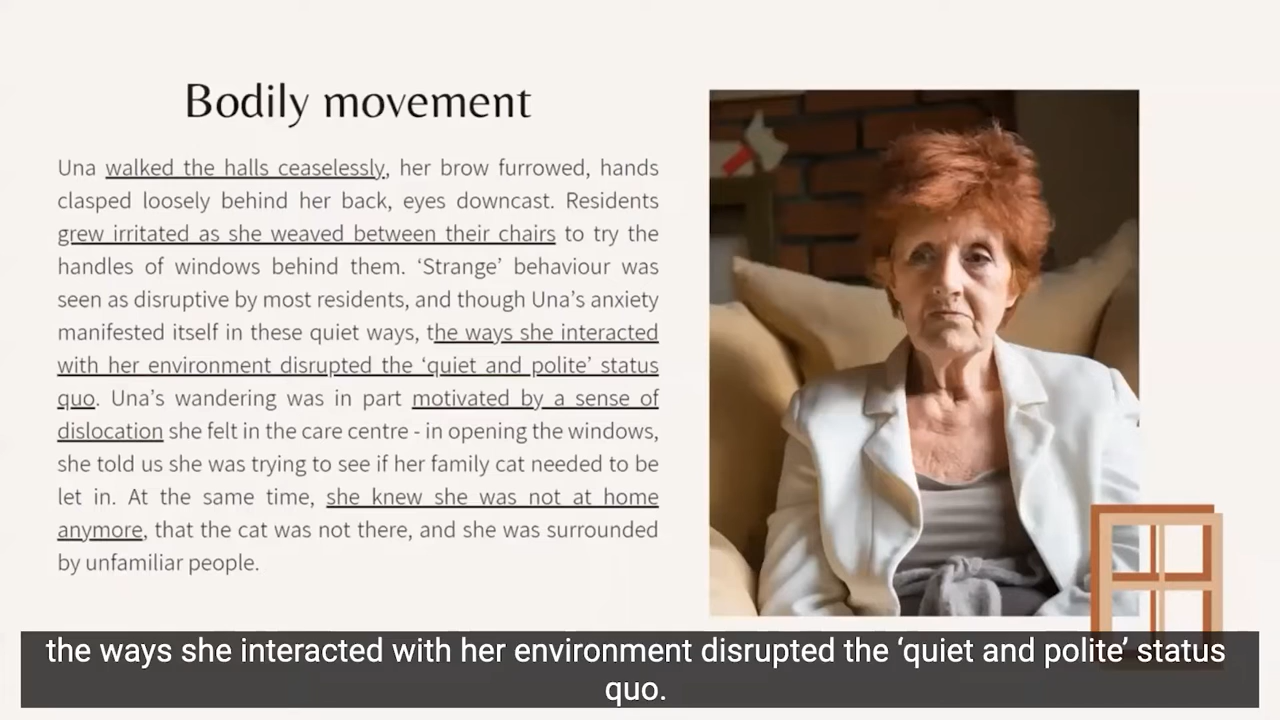 Bodily movement
Una walked the halls ceaselessly, her brow furrowed, hands
clasped loosely behind her back, eyes downcast. Residents
grew irritated as she weaved between their chairs to try the
handles of windows behind them. ‘Strange’ behaviour was
seen as disruptive by most residents, and though Una’s anxiety
manifested itself in these quiet ways, the ways she interacted
with her environment disrupted the ‘quiet and polite’ status
quo. Una’s wandering was in part motivated by a sense of
dislocation she felt in the care centre - in opening the windows,
she told us she was trying to see if her family cat needed to be
let in. At the same time, she knew she was not at home
anymore, that the cat was not there, and she was surrounded
by unfamiliar people.
the ways she interacted with her environment disrupted the ‘quiet and polite’ status
quo.